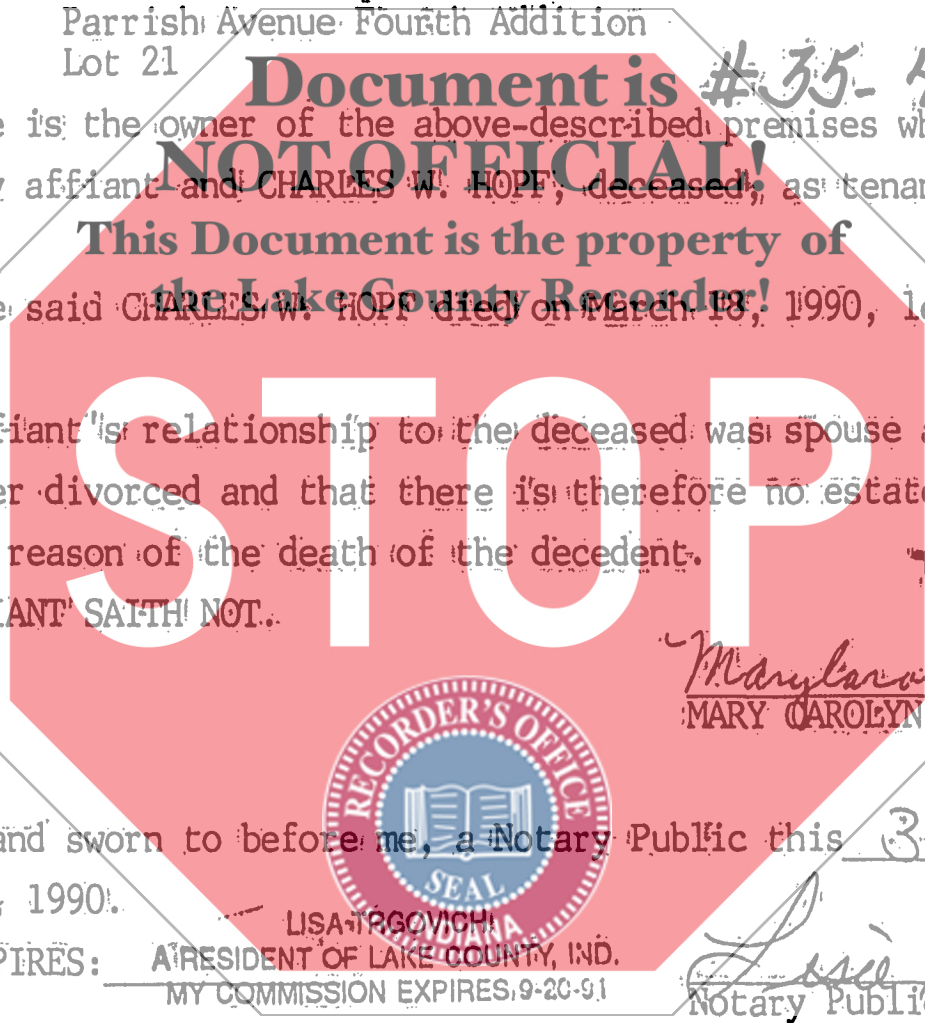 Parrish Avenue Fourth Addition
Lot 21
Document is
#35-
is the owner of the above-described premises
NOT OFFICIAL!
affiant and CHARLES W. HOPF, deceased, as
This Document is the property of
the Lake County Recorder!
said CHARLES W. HOPF died on March 18, 1990,
STOP
fiant's relationship to the deceased was spouse
er divorced and that there is therefore no estate
reason of the death of the decedent.
IANT SAITH NOT.
MARY CAROLYN
RECORDER'S OFFICE
SEAL
INDIANA
and sworn to before me, a Notary Public this 3
, 1990.
LISA TRGOVICH
PIRES: A RESIDENT OF LAKE COUNTY, IND.
MY COMMISSION EXPIRES 9-20-91
Lisa
Notary Publi